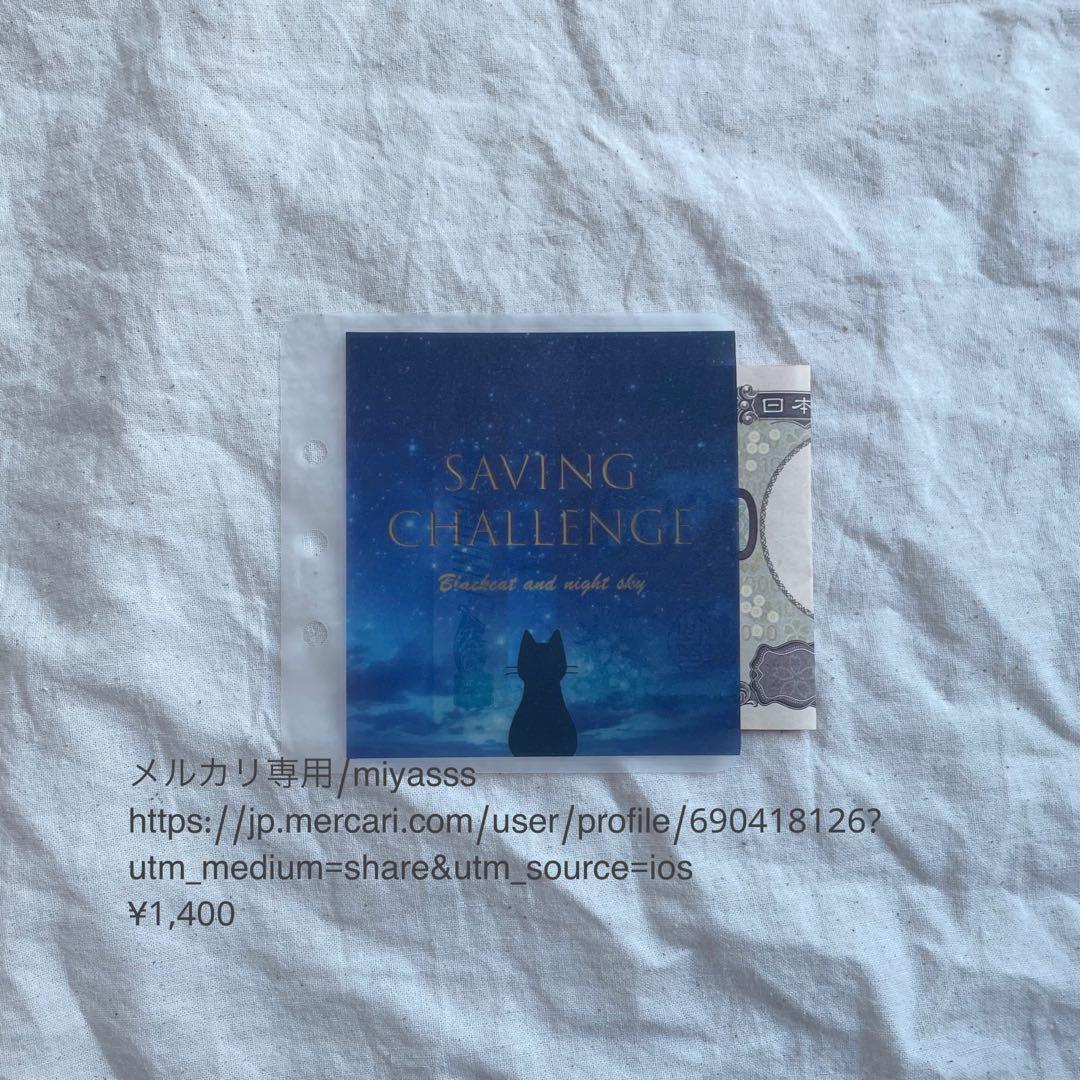 SAVING
CHALLENGE
Blackcat and night sky
日本
メルカリ専用/miyasss
https://jp.mercari.com/user/profile/690418126?
utm_medium=share&utm_source=ios
¥1,400